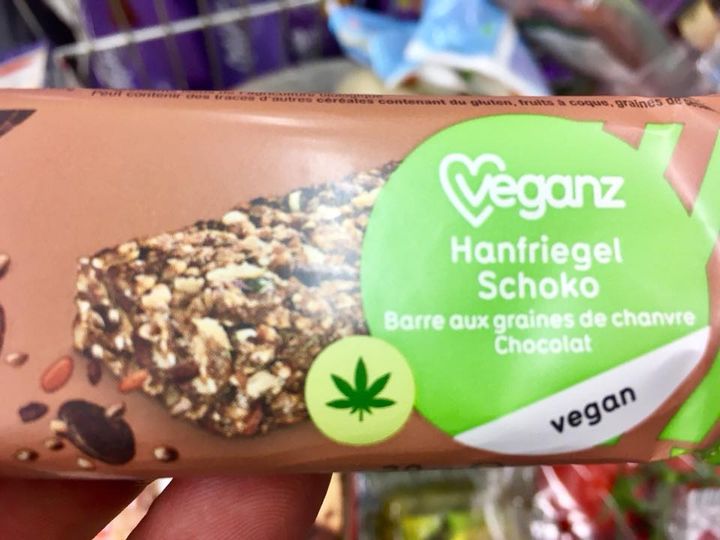 Peut contenir des traces d'autres céréales contenant du gluten, fruits à coque, graines de
veganz
Hanfriegel
Schoko
Barre aux graines de chanvre
Chocolat
vegan